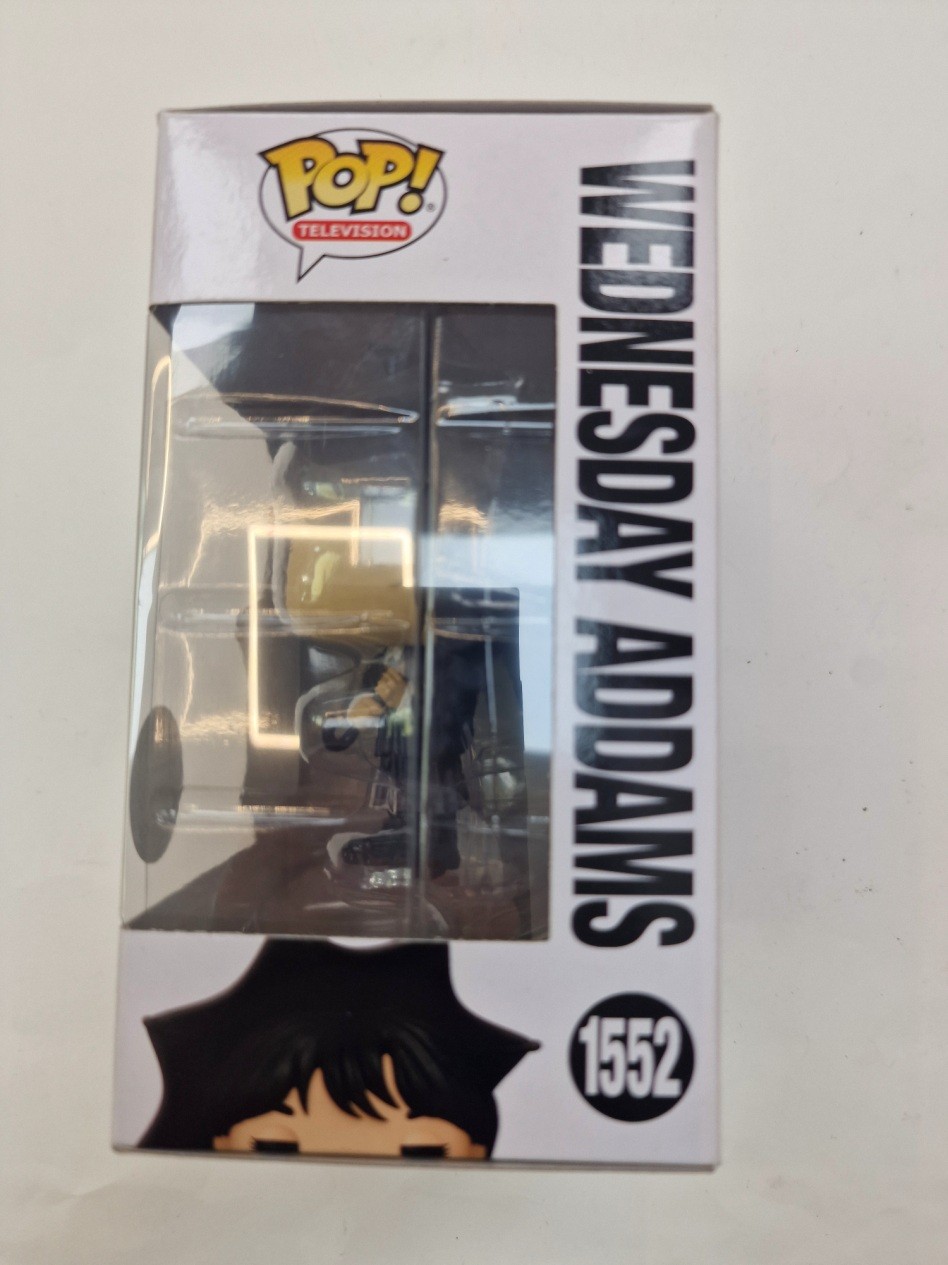 POP!
TELEVISION
WEDNESDAY ADDAMS
1552